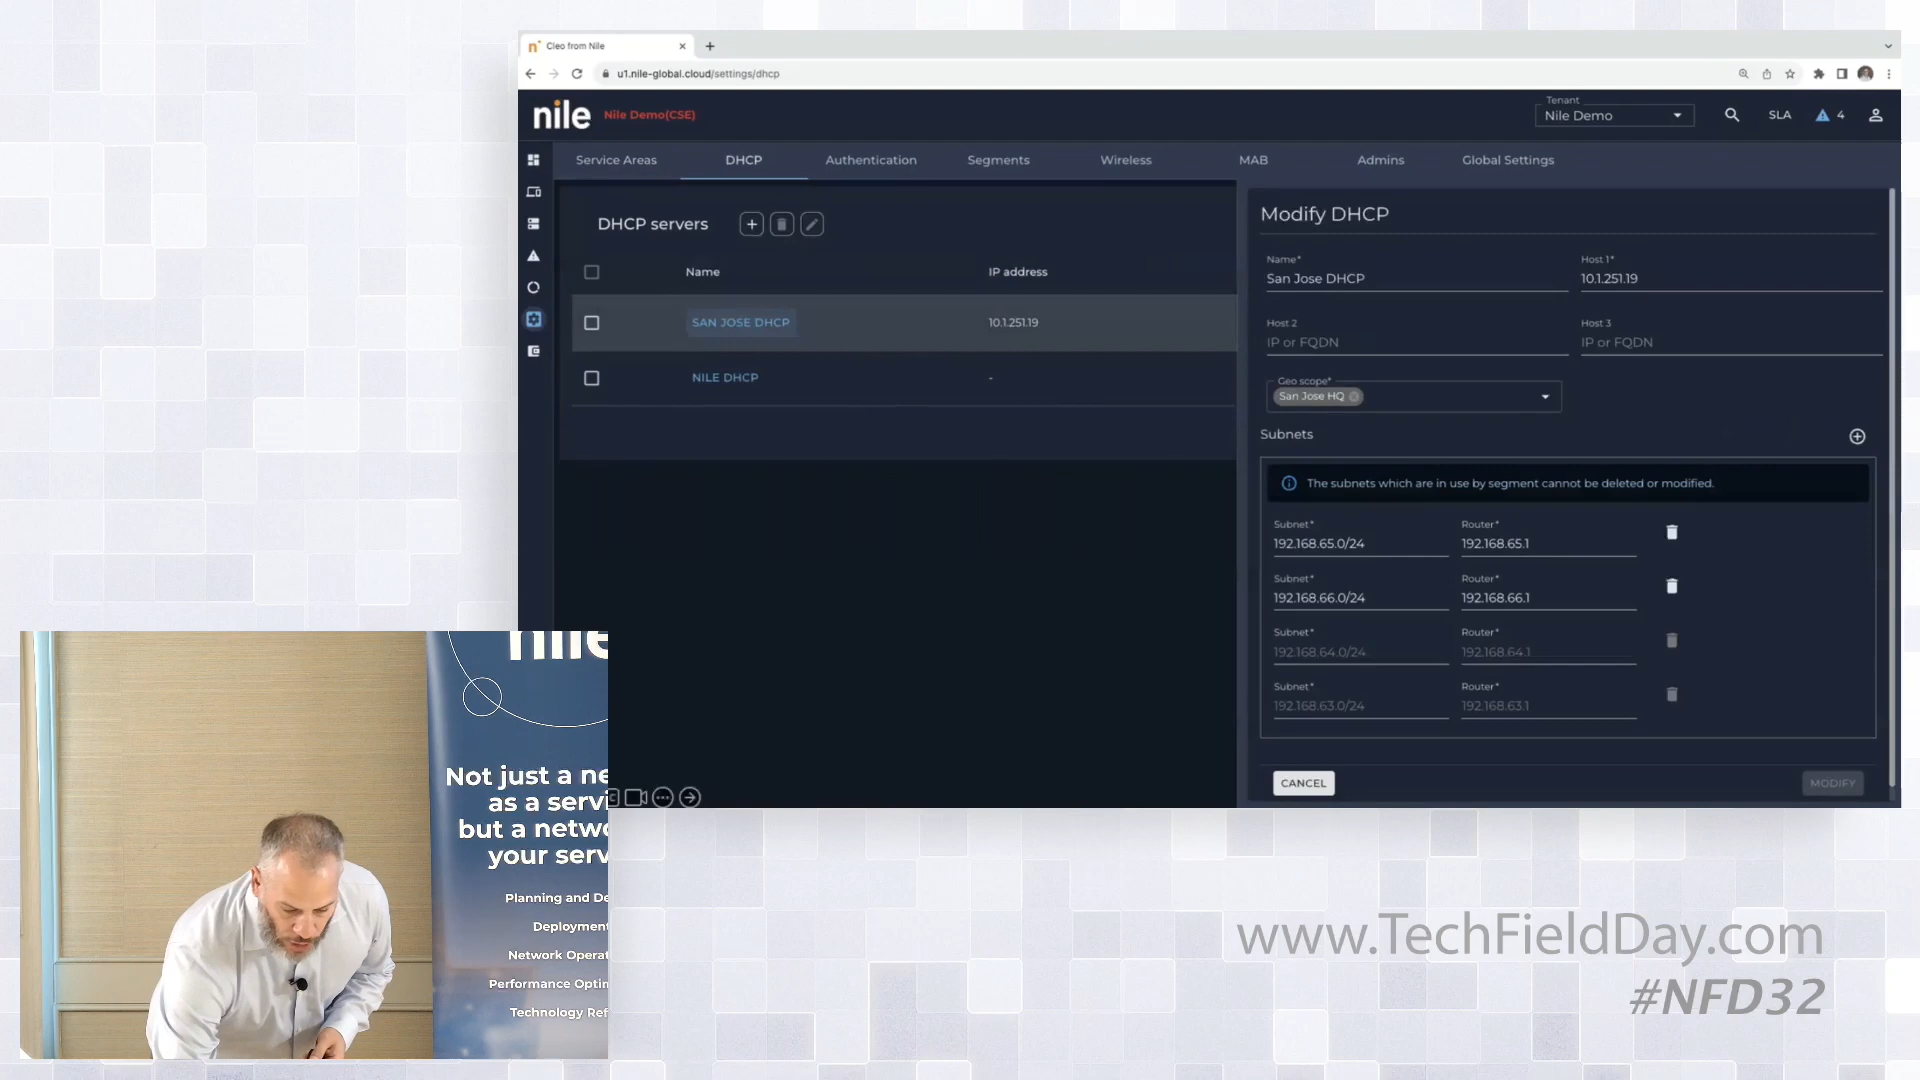 Cleo from Nile
u1.nile-global.cloud/settings/dhcp
nile
Nile Demo(CSE)
Tenant
Nile Demo
SLA
4
Service Areas
DHCP
Authentication
Segments
Wireless
MAB
Admins
Global Settings
DHCP servers
Name
IP address
SAN JOSE DHCP
10.1.251.19
NILE DHCP
-
Modify DHCP
Name*
San Jose DHCP
Host 1*
10.1.251.19
Host 2
IP or FQDN
Host 3
IP or FQDN
Geo scope*
San Jose HQ
Subnets
The subnets which are in use by segment cannot be deleted or modified.
Subnet*
192.168.65.0/24
Router*
192.168.65.1
Subnet*
192.168.66.0/24
Router*
192.168.66.1
Subnet*
192.168.64.0/24
Router*
192.168.64.1
Subnet*
192.168.63.0/24
Router*
192.168.63.1
CANCEL
MODIFY
nile
Not just a ne
as a servi
but a netwo
your serv
Planning and De
Deployment
Network Operat
Performance Optim
Technology Ref
www.TechFieldDay.com
#NFD32